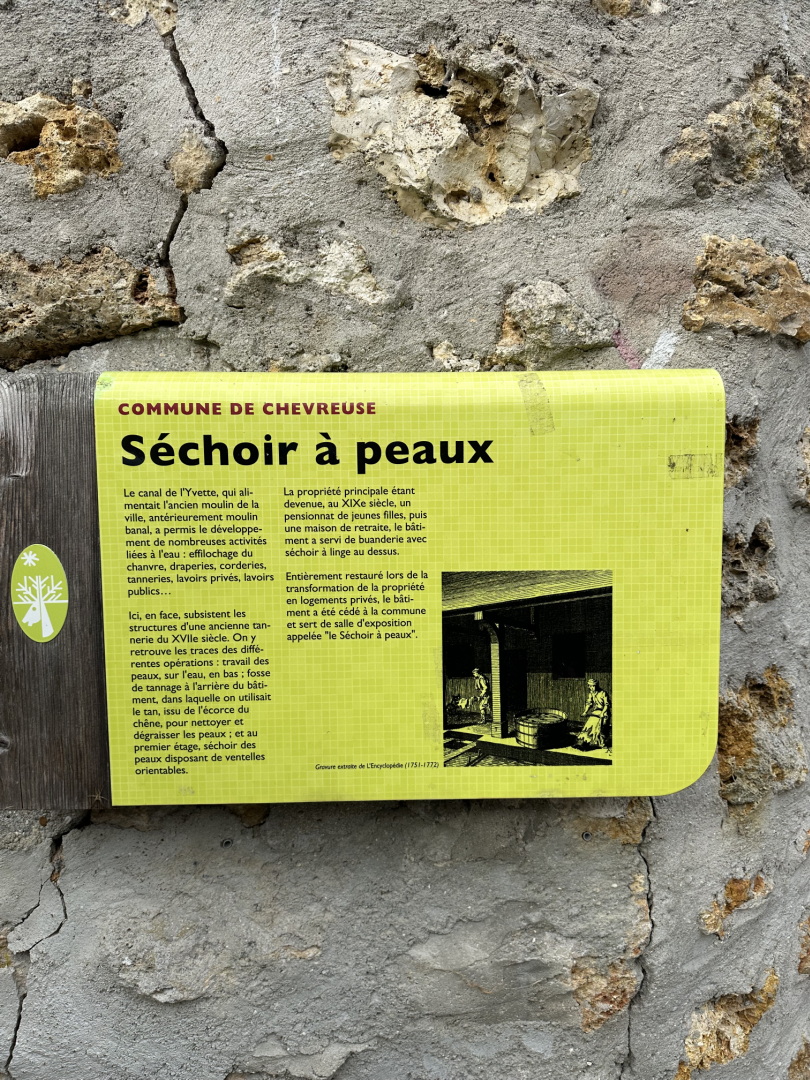 COMMUNE DE CHEVREUSE
Séchoir à peaux
Le canal de l'Yvette, qui ali-
mentait l'ancien moulin de la
ville, antérieurement moulin
banal, a permis le développe-
ment de nombreuses activités
liées à l'eau : effilochage du
chanvre, draperies, corderies,
tanneries, lavoirs privés, lavoirs
publics…
Ici, en face, subsistent les
structures d'une ancienne tan-
nerie du XVIIe siècle. On y
retrouve les traces des diffé-
rentes opérations : travail des
peaux, sur l'eau, en bas ; fosse
de tannage à l'arrière du bâti-
ment, dans laquelle on utilisait
le tan, issu de l'écorce du
chêne, pour nettoyer et
dégraisser les peaux ; et au
premier étage, séchoir des
peaux disposant de ventelles
orientables.
La propriété principale étant
devenue, au XIXe siècle, un
pensionnat de jeunes filles, puis
une maison de retraite, le bâti-
ment a servi de buanderie avec
séchoir à linge au dessus.
Entièrement restauré lors de la
transformation de la propriété
en logements privés, le bâti-
ment a été cédé à la commune
et sert de salle d'exposition
appelée "le Séchoir à peaux".
Gravure extraite de L'Encyclopédie (1751-1772)